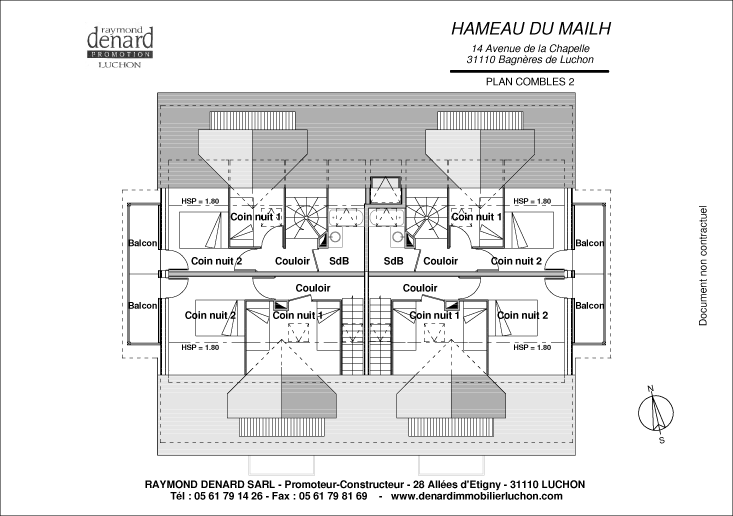 raymond
denard
PROMOTION
LUCHON
HAMEAU DU MAILH
14 Avenue de la Chapelle
31110 Bagnères de Luchon
PLAN COMBLES 2
HSP = 1.80
HSP = 1.80
Coin nuit 1
Coin nuit 1
Balcon
Balcon
Coin nuit 2
Couloir
SdB
SdB
Couloir
Coin nuit 2
Couloir
Couloir
Balcon
Balcon
Coin nuit 2
Coin nuit 1
Coin nuit 1
Coin nuit 2
HSP = 1.80
HSP = 1.80
Document non contractuel
N
S
RAYMOND DENARD SARL - Promoteur-Constructeur - 28 Allées d'Etigny - 31110 LUCHON
Tél : 05 61 79 14 26 - Fax : 05 61 79 81 69 - www.denardimmobilierluchon.com